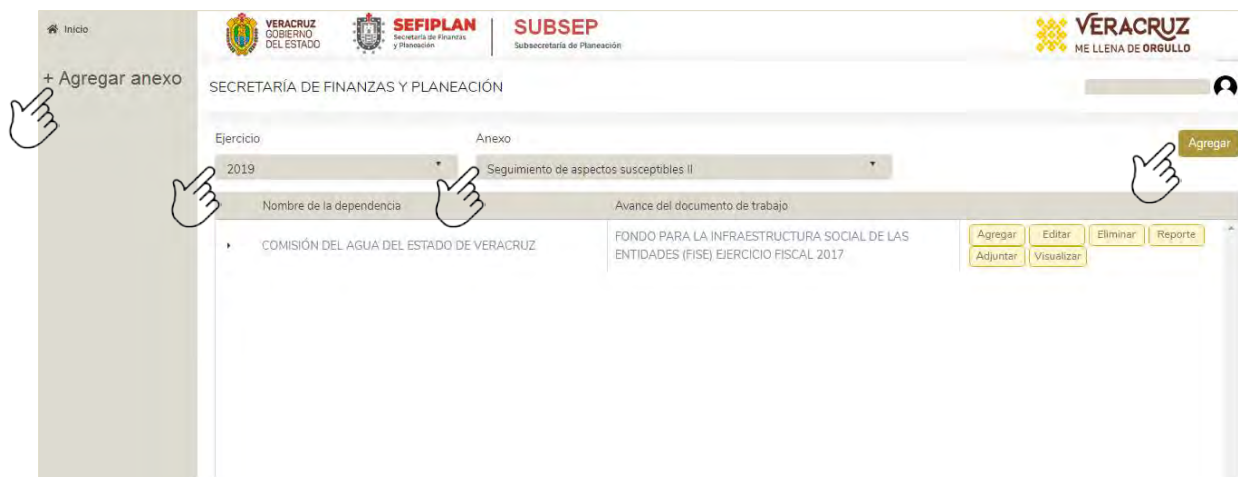 Inicio
+ Agregar anexo
VERACRUZ
GOBIERNO
DEL ESTADO
SEFIPLAN
Secretaría de Finanzas
y Planeación
SUBSEP
Subsecretaría de Planeación
VERACRUZ
ME LLENA DE ORGULLO
SECRETARÍA DE FINANZAS Y PLANEACIÓN
Ejercicio
Anexo
2019
Seguimiento de aspectos susceptibles II
Agregar
Nombre de la dependencia
Avance del documento de trabajo
COMISIÓN DEL AGUA DEL ESTADO DE VERACRUZ
FONDO PARA LA INFRAESTRUCTURA SOCIAL DE LAS
ENTIDADES (FISE) EJERCICIO FISCAL 2017
Agregar Editar Eliminar Reporte
Adjuntar Visualizar